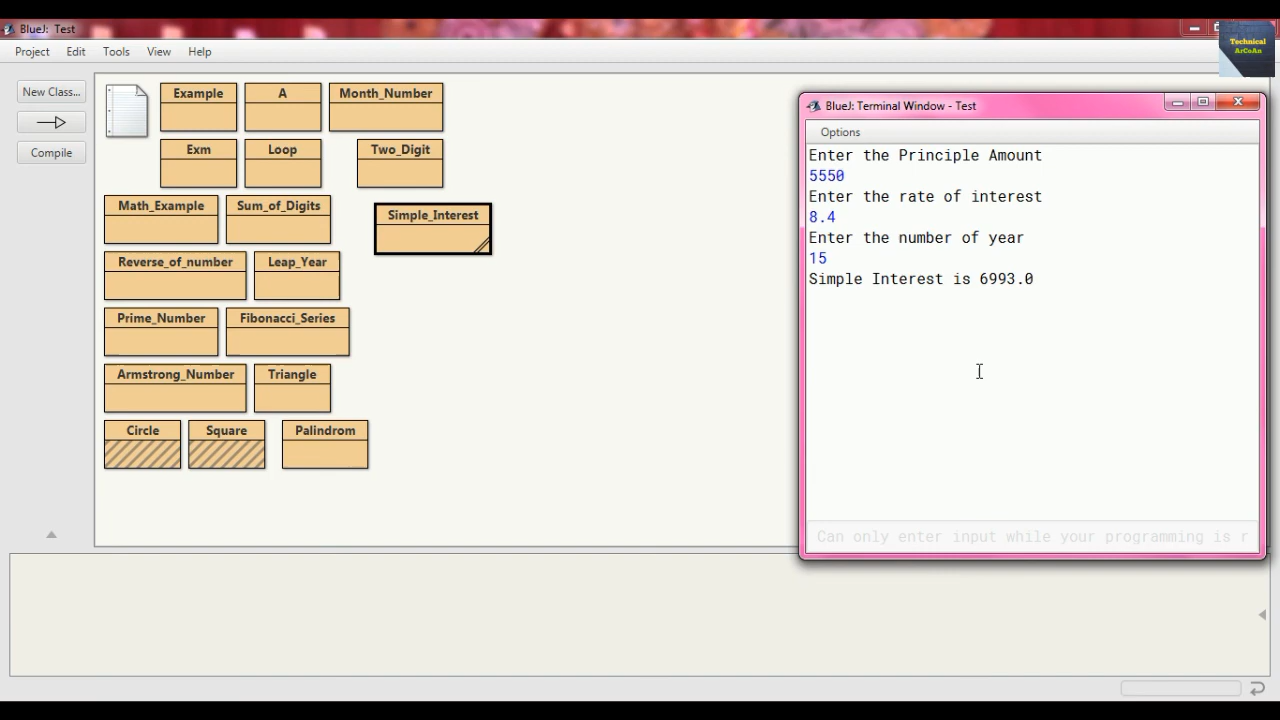 BlueJ: Test
Technical
ArCoAn
Project Edit Tools View Help
New Class...
Compile
Example A Month_Number
Exm Loop Two_Digit
Math_Example Sum_of_Digits Simple_Interest
Reverse_of_number Leap_Year
Prime_Number Fibonacci_Series
Armstrong_Number Triangle
Circle Square Palindrom
BlueJ: Terminal Window - Test
Options
Enter the Principle Amount
5550
Enter the rate of interest
8.4
Enter the number of year
15
Simple Interest is 6993.0
Can only enter input while your programming is r